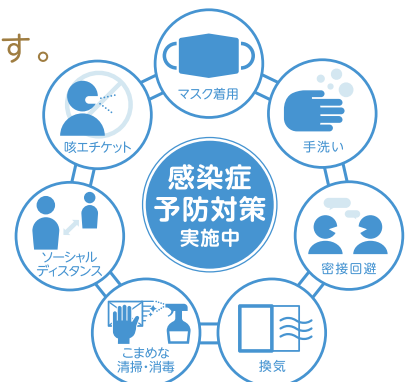 す。
マスク着用
咳エチケット
手洗い
感染症
予防対策
実施中
ソーシャル
ディスタンス
密接回避
こまめな
清掃・消毒
換気